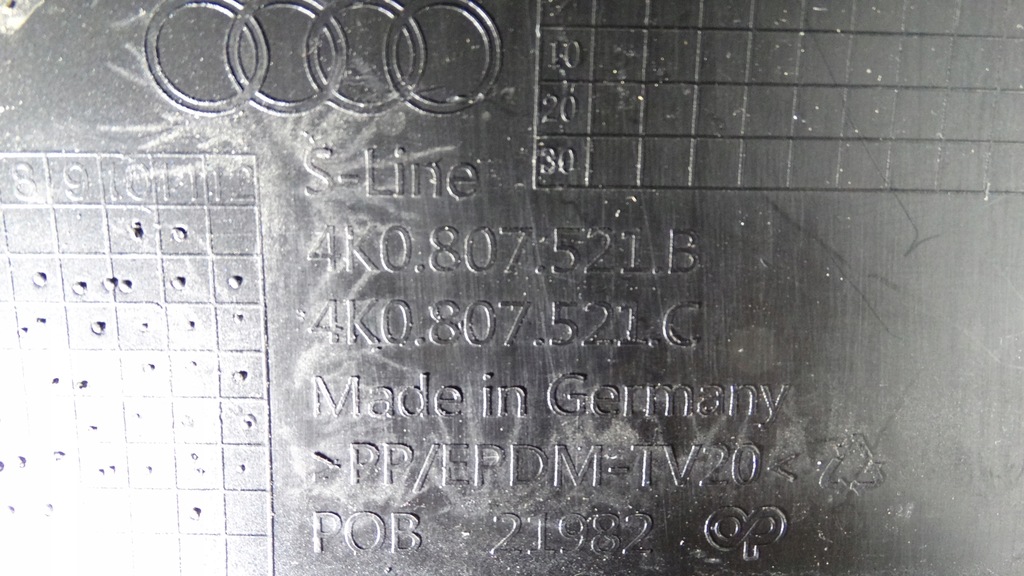 10
20
30
8 9 10 11 12
S-Line
4K0.807.521.B
4K0.807.521.C
Made in Germany
>PP/EPDM-TV20<
POB 21982